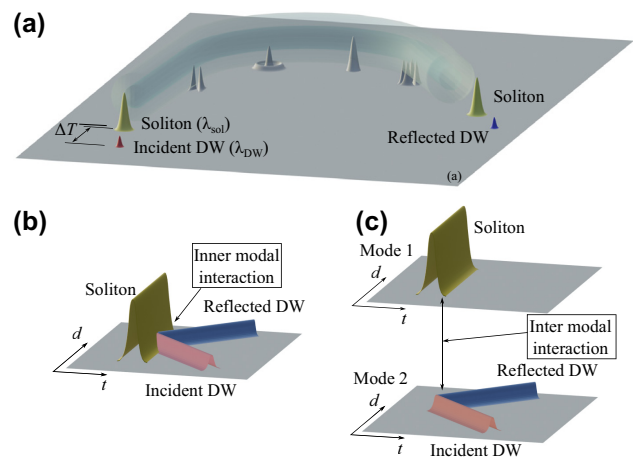 (a)
ΔT
Soliton (λsol)
Incident DW (λDW)
Soliton
Reflected DW
(a)
(b)
Inner modal
interaction
Soliton
Reflected DW
d
t
Incident DW
(c)
Soliton
Mode 1
d
t
Inter modal
interaction
Mode 2
Reflected DW
d
t
Incident DW